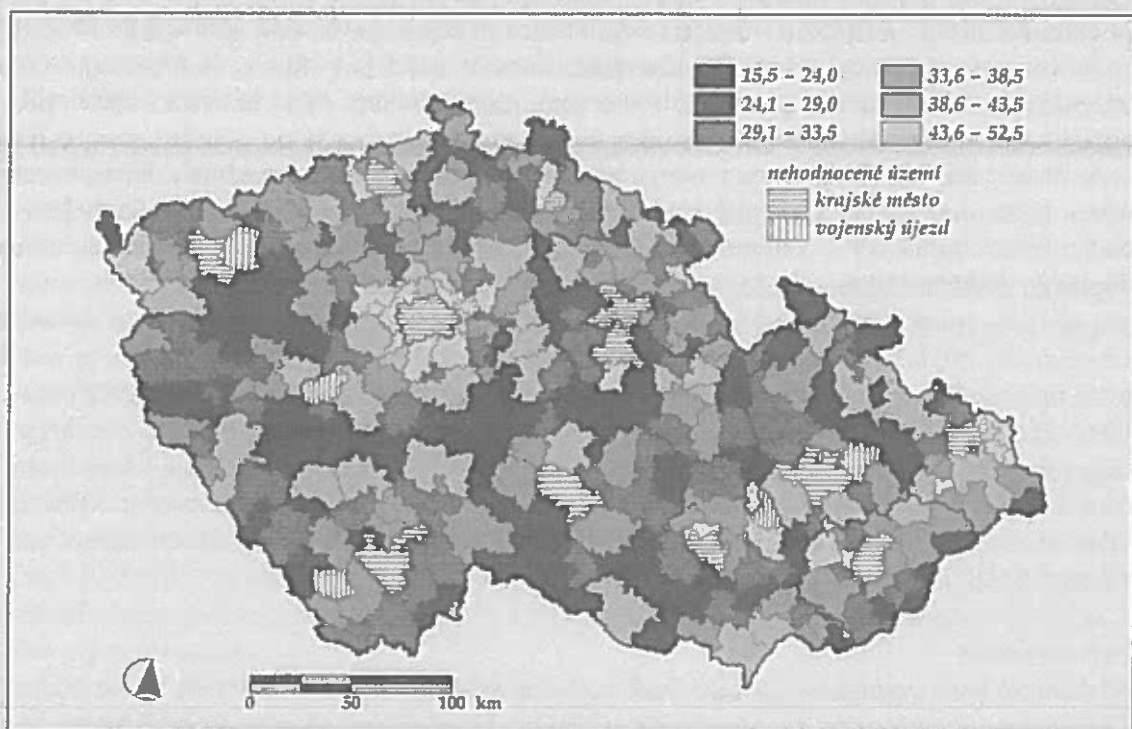 15,5 – 24,0
24,1 – 29,0
29,1 – 33,5
33,6 – 38,5
38,6 – 43,5
43,6 – 52,5
nehodnocené území
krajské město
vojenský újezd
0 50 100 km